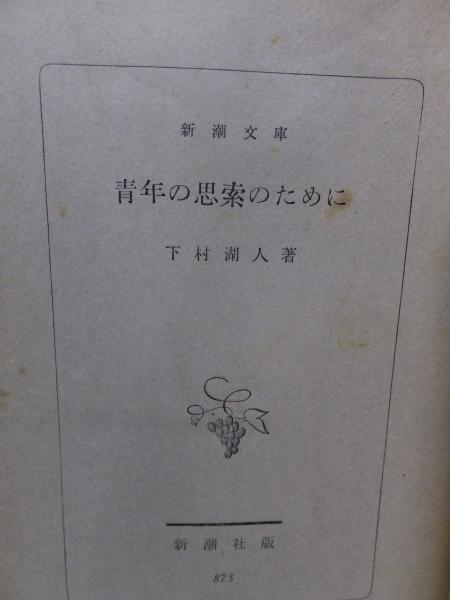 新潮文庫
青年の思索のために
下村湖人著
新潮社版
875